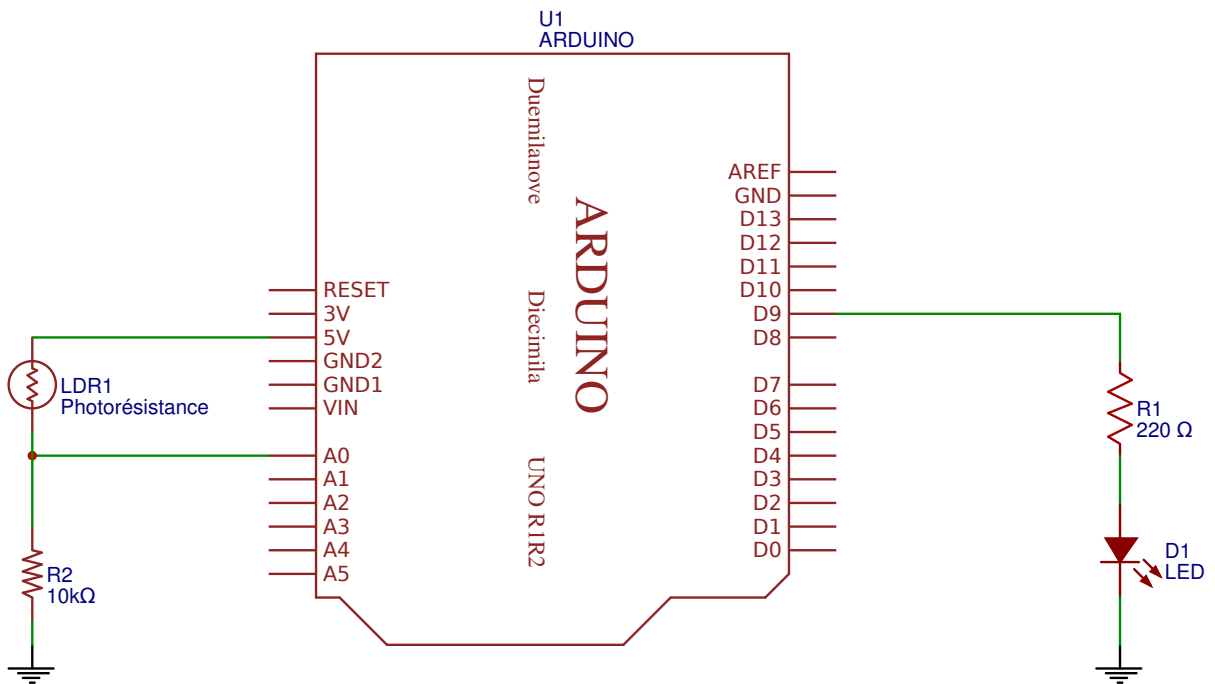 U1
ARDUINO
Duemilanove
Diecimila
UNO R1R2
ARDUINO
RESET
3V
5V
GND2
GND1
VIN
A0
A1
A2
A3
A4
A5
AREF
GND
D13
D12
D11
D10
D9
D8
D7
D6
D5
D4
D3
D2
D1
D0
LDR1
Photorésistance
R2
10kΩ
R1
220 Ω
D1
LED